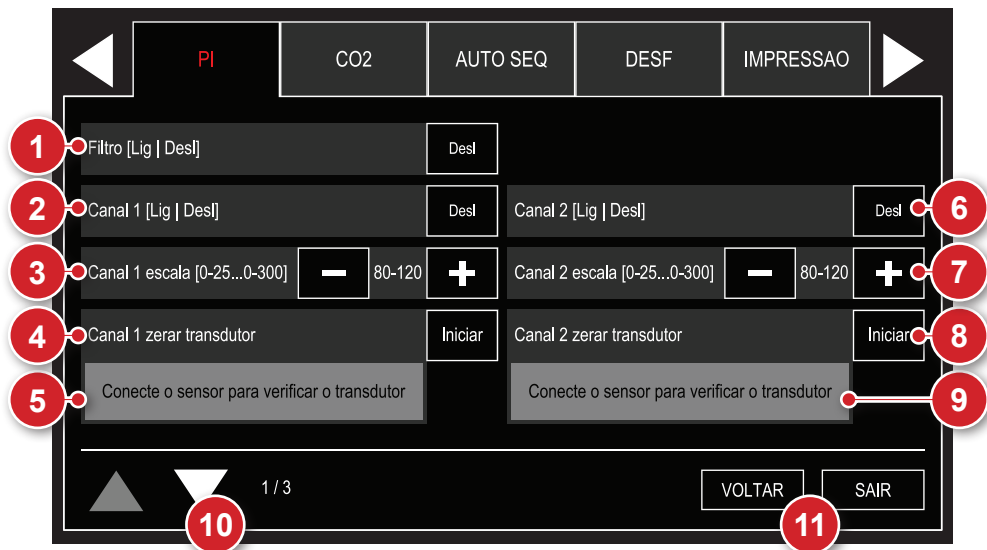 PI
CO2
AUTO SEQ
DESF
IMPRESSAO
1
Filtro [Lig | Desl]
Desl
2
Canal 1 [Lig | Desl]
Desl
Canal 2 [Lig | Desl]
Desl
6
3
Canal 1 escala [0-25...0-300]
80-120
Canal 2 escala [0-25...0-300]
80-120
7
4
Canal 1 zerar transdutor
Iniciar
Canal 2 zerar transdutor
Iniciar
8
5
Conecte o sensor para verificar o transdutor
Conecte o sensor para verificar o transdutor
9
10
1 / 3
VOLTAR
SAIR
11